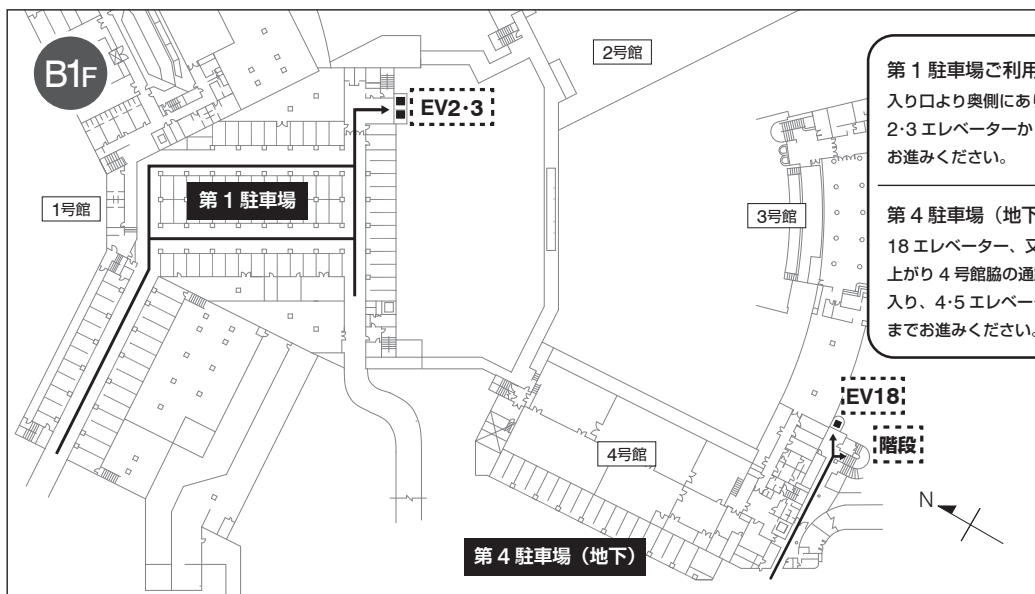 B1F
2号館
EV2・3
第1駐車場
1号館
3号館
第1駐車場ご利用
入り口より奥側にあり
2・3エレベーターか
お進みください。
第4駐車場（地下
18エレベーター、又
上がり4号館脇の通
入り、4・5エレベー
までお進みください。
EV18
階段
4号館
第4駐車場（地下）
N